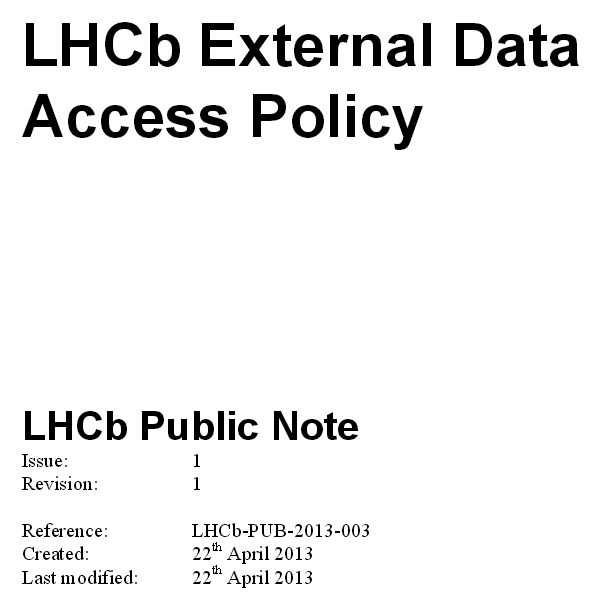 LHCb External Data
Access Policy
LHCb Public Note
Issue: 1
Revision: 1
Reference: LHCb-PUB-2013-003
Created: 22th April 2013
Last modified: 22th April 2013